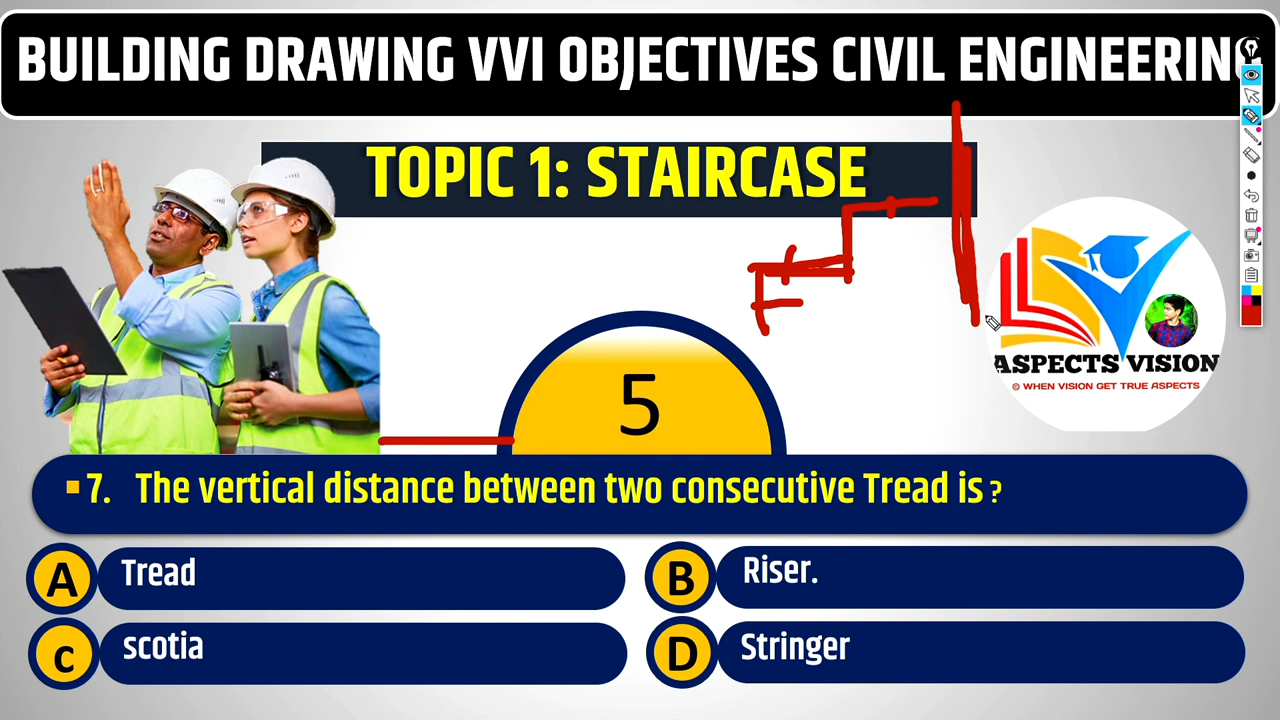 BUILDING DRAWING VVI OBJECTIVES CIVIL ENGINEERING
TOPIC 1: STAIRCASE
ASPECTS VISION
© WHEN VISION GET TRUE ASPECTS
5
7. The vertical distance between two consecutive Tread is ?
A Tread
B Riser.
c scotia
D Stringer